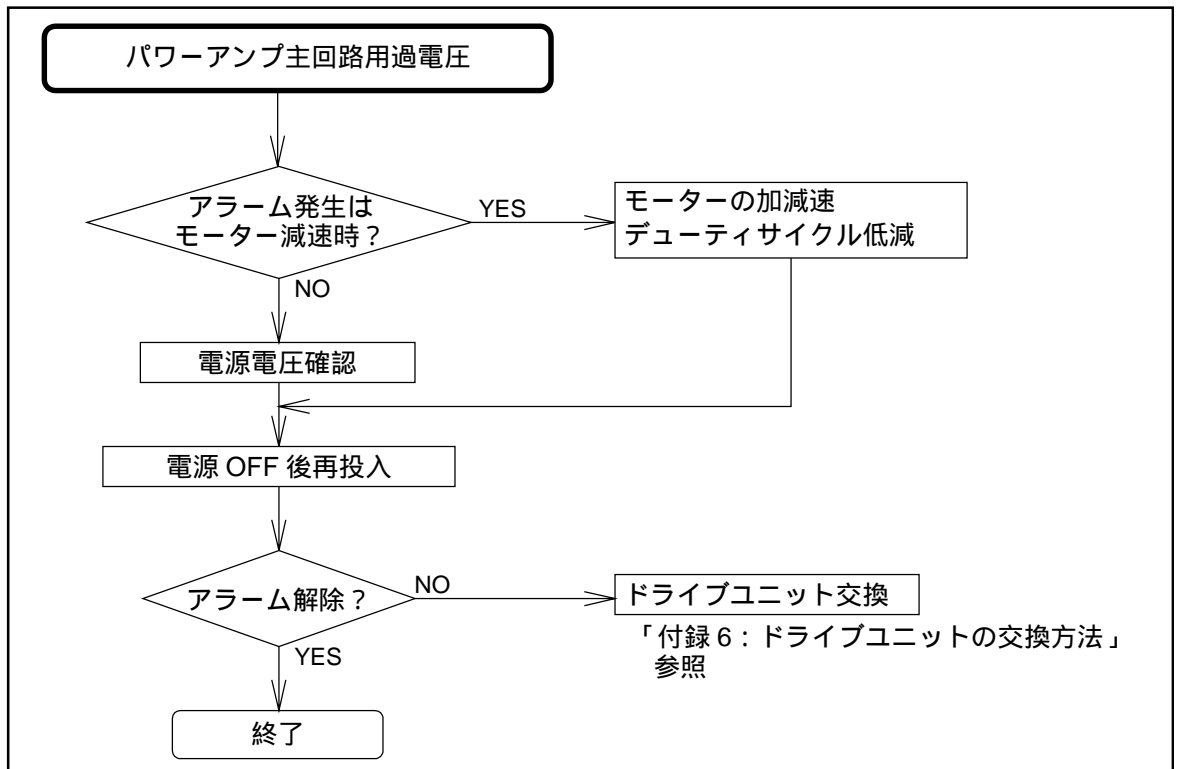 パワーアンプ主回路用過電圧
アラーム発生は
モーター減速時？
YES
モーターの加減速
デューティサイクル低減
NO
電源電圧確認
電源 OFF 後再投入
アラーム解除？
NO
ドライブユニット交換
「付録 6：ドライブユニットの交換方法」
参照
YES
終了